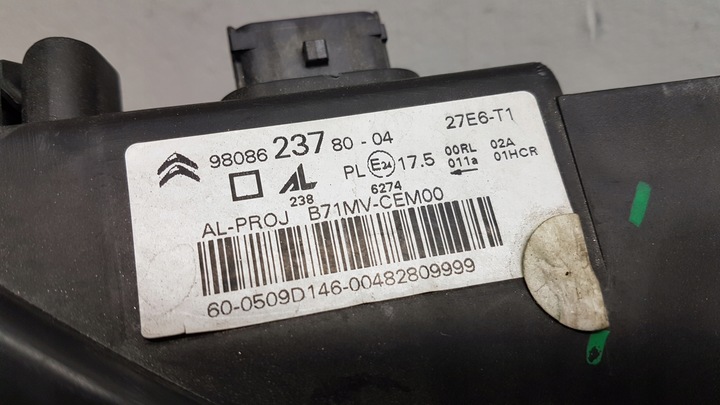 98086 237 80-04 27E6-T1
AL 238 PL E24 17.5 00RL 02A
6274 011a 01HCR
AL-PROJ B71MV-CEM00
60-0509D146-00482809999